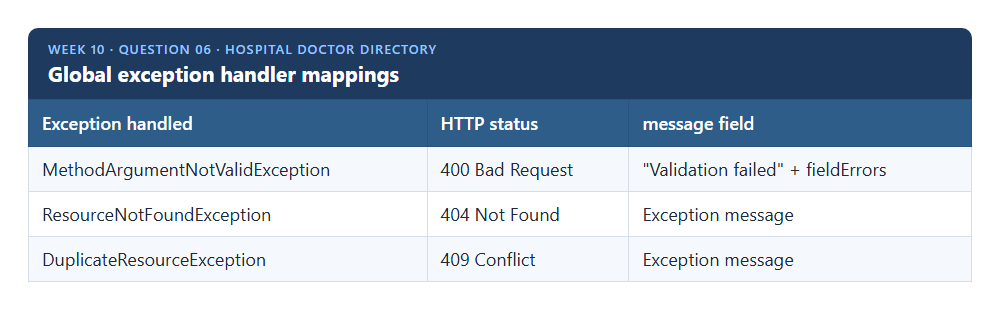 WEEK 10 · QUESTION 06 · HOSPITAL DOCTOR DIRECTORY
Global exception handler mappings
Exception handled HTTP status message field
MethodArgumentNotValidException 400 Bad Request "Validation failed" + fieldErrors
ResourceNotFoundException 404 Not Found Exception message
DuplicateResourceException 409 Conflict Exception message